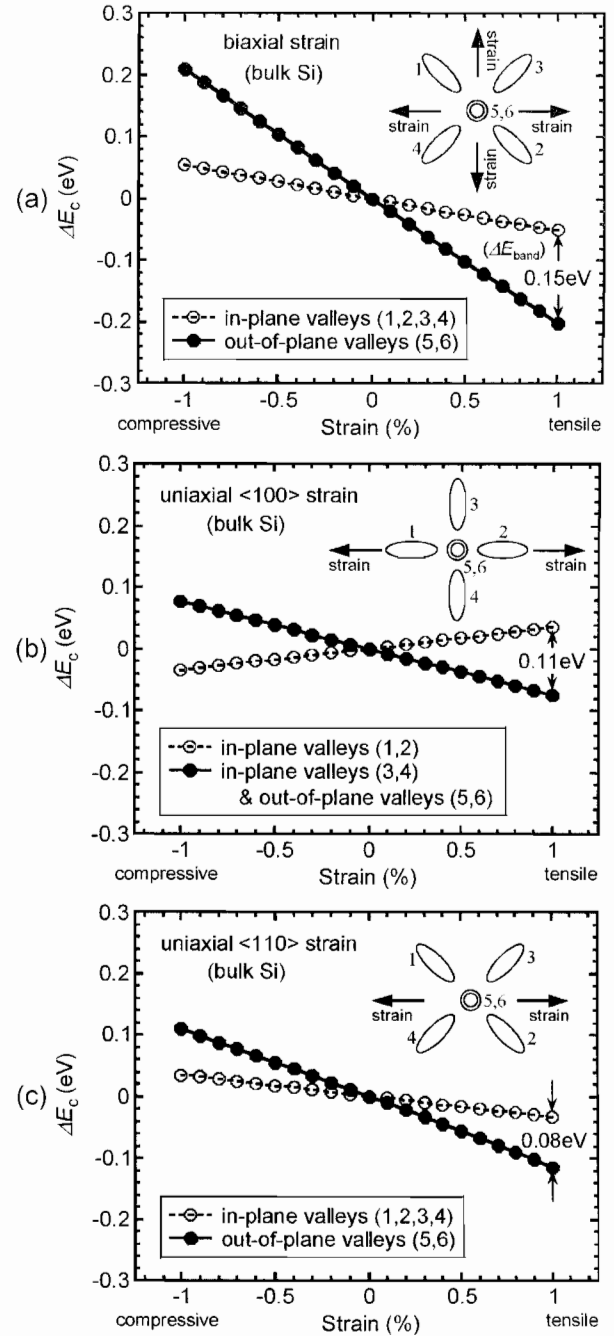 (a)
ΔEc (eV)
0.3
0.2
0.1
0
-0.1
-0.2
-0.3
biaxial strain
(bulk Si)
strain
1
3
5,6
strain
strain
4
2
strain
(ΔEband)
0.15eV
in-plane valleys (1,2,3,4)
out-of-plane valleys (5,6)
-1
-0.5
0
0.5
1
compressive
Strain (%)
tensile
(b)
ΔEc (eV)
0.3
0.2
0.1
0
-0.1
-0.2
-0.3
uniaxial <100> strain
(bulk Si)
3
1
2
strain
strain
5,6
4
0.11eV
in-plane valleys (1,2)
in-plane valleys (3,4)
& out-of-plane valleys (5,6)
-1
-0.5
0
0.5
1
compressive
Strain (%)
tensile
(c)
ΔEc (eV)
0.3
0.2
0.1
0
-0.1
-0.2
-0.3
uniaxial <110> strain
(bulk Si)
1
3
5,6
strain
strain
4
2
0.08eV
in-plane valleys (1,2,3,4)
out-of-plane valleys (5,6)
-1
-0.5
0
0.5
1
compressive
Strain (%)
tensile